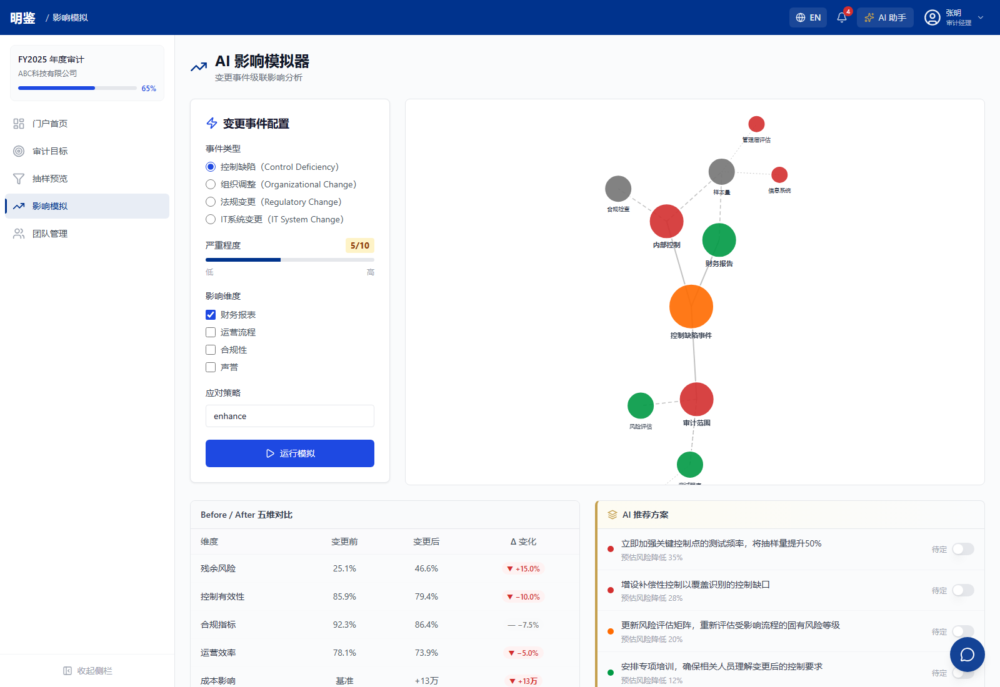 明鉴 / 影响模拟
EN
4
AI 助手
张明
审计经理
FY2025 年度审计
ABC科技有限公司
65%
门户首页
审计目标
抽样预览
影响模拟
团队管理
收起侧栏
AI 影响模拟器
变更事件级联影响分析
变更事件配置
事件类型
控制缺陷（Control Deficiency）
组织调整（Organizational Change）
法规变更（Regulatory Change）
IT系统变更（IT System Change）
严重程度 5/10
低 高
影响维度
财务报表
运营流程
合规性
声誉
应对策略
enhance
运行模拟
管理层评估
样本量
信息系统
合规检查
内部控制
财务报告
控制缺陷事件
风险评估
审计范围
Before / After 五维对比
维度 变更前 变更后 Δ 变化
残余风险 25.1% 46.6% ▼ +15.0%
控制有效性 85.9% 79.4% ▼ −10.0%
合规指标 92.3% 86.4% — −7.5%
运营效率 78.1% 73.9% ▼ −5.0%
成本影响 基准 +13万 ▼ +13万
AI 推荐方案
立即加强关键控制点的测试频率，将抽样量提升50%
预估风险降低 35%
待定
增设补偿性控制以覆盖识别的控制缺口
预估风险降低 28%
待定
更新风险评估矩阵，重新评估受影响流程的固有风险等级
预估风险降低 20%
待定
安排专项培训，确保相关人员理解变更后的控制要求
预估风险降低 12%
待定